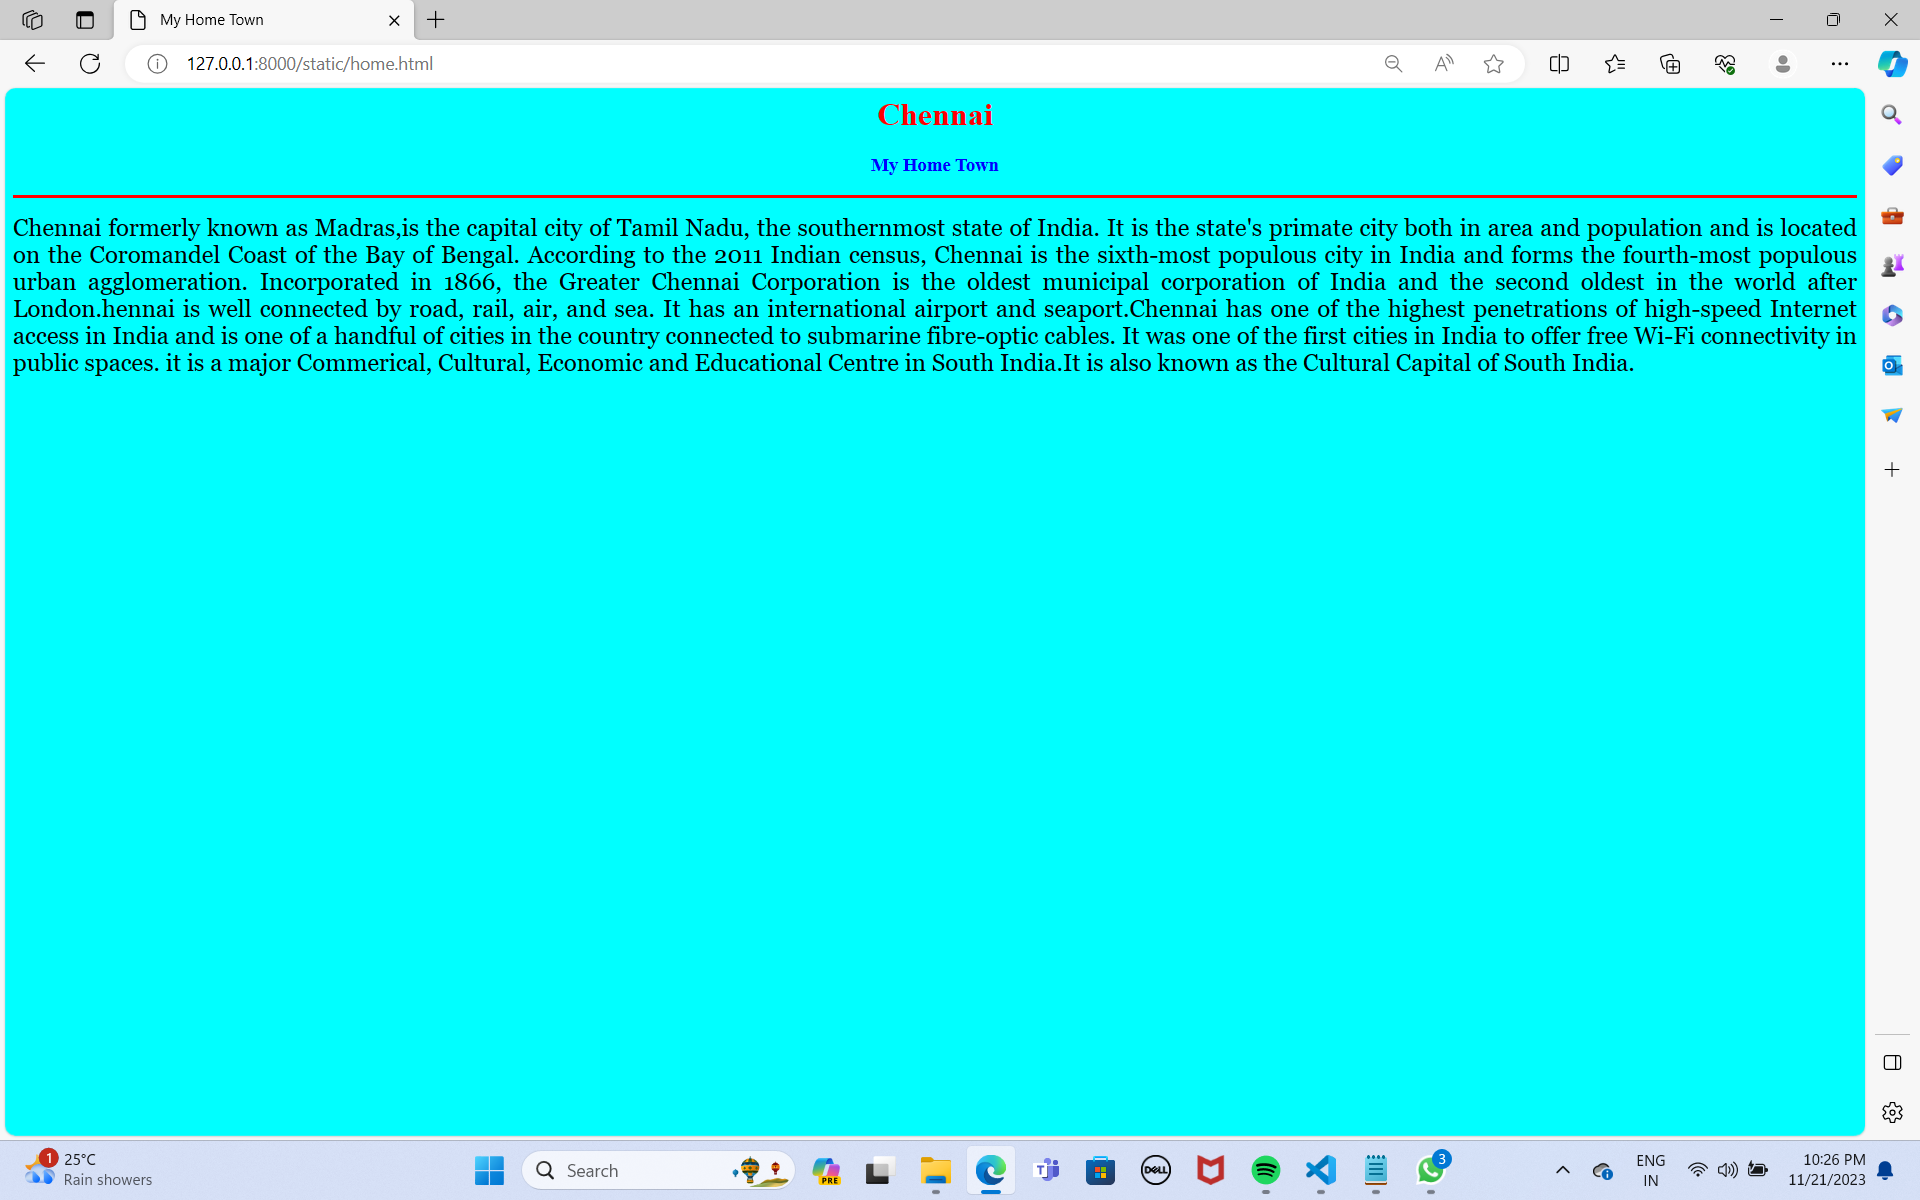 My Home Town
127.0.0.1:8000/static/home.html
Chennai
My Home Town
Chennai formerly known as Madras,is the capital city of Tamil Nadu, the southernmost state of India. It is the state's primate city both in area and population and is located
on the Coromandel Coast of the Bay of Bengal. According to the 2011 Indian census, Chennai is the sixth-most populous city in India and forms the fourth-most populous
urban agglomeration. Incorporated in 1866, the Greater Chennai Corporation is the oldest municipal corporation of India and the second oldest in the world after
London.hennai is well connected by road, rail, air, and sea. It has an international airport and seaport.Chennai has one of the highest penetrations of high-speed Internet
access in India and is one of a handful of cities in the country connected to submarine fibre-optic cables. It was one of the first cities in India to offer free Wi-Fi connectivity in
public spaces. it is a major Commerical, Cultural, Economic and Educational Centre in South India.It is also known as the Cultural Capital of South India.
1
25°C
Rain showers
Search
PRE
DELL
3
ENG
IN
10:26 PM
11/21/2023